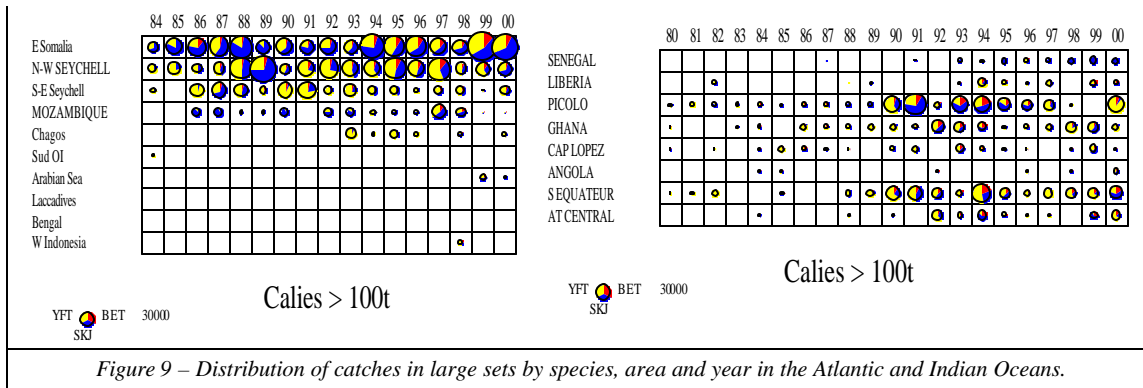 84 85 86 87 88 89 90 91 92 93 94 95 96 97 98 99 00
E Somalia
N-W SEYCHELL
S-E Seychell
MOZAMBIQUE
Chagos
Sud OI
Arabian Sea
Laccadives
Bengal
W Indonesia
Calies > 100t
YFT BET 30000
SKJ
80 81 82 83 84 85 86 87 88 89 90 91 92 93 94 95 96 97 98 99 00
SENEGAL
LIBERIA
PICOLO
GHANA
CAP LOPEZ
ANGOLA
S EQUATEUR
AT CENTRAL
Calies > 100t
YFT BET 30000
SKJ
Figure 9 – Distribution of catches in large sets by species, area and year in the Atlantic and Indian Oceans.